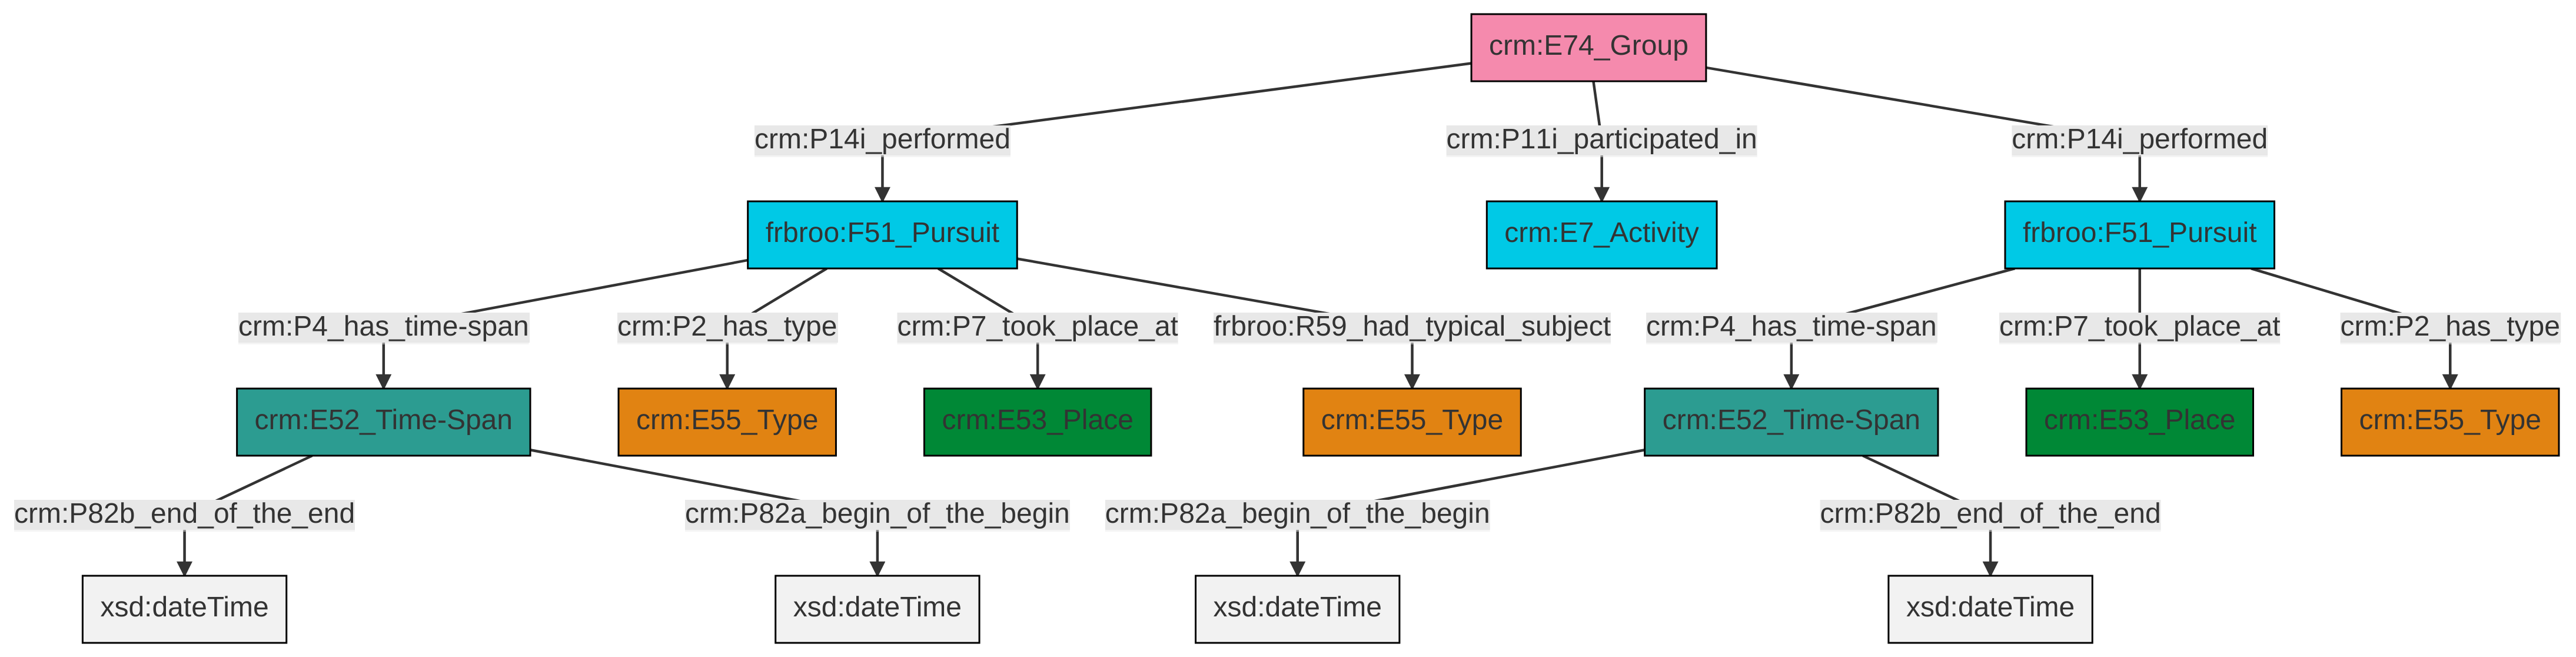 crm:E74_Group
crm:P14i_performed
crm:P11i_participated_in
crm:P14i_performed
frbroo:F51_Pursuit
crm:E7_Activity
frbroo:F51_Pursuit
crm:P4_has_time-span
crm:P2_has_type
crm:P7_took_place_at
frbroo:R59_had_typical_subject
crm:P4_has_time-span
crm:P7_took_place_at
crm:P2_has_type
crm:E52_Time-Span
crm:E55_Type
crm:E53_Place
crm:E55_Type
crm:E52_Time-Span
crm:E53_Place
crm:E55_Type
crm:P82b_end_of_the_end
crm:P82a_begin_of_the_begin
crm:P82a_begin_of_the_begin
crm:P82b_end_of_the_end
xsd:dateTime
xsd:dateTime
xsd:dateTime
xsd:dateTime